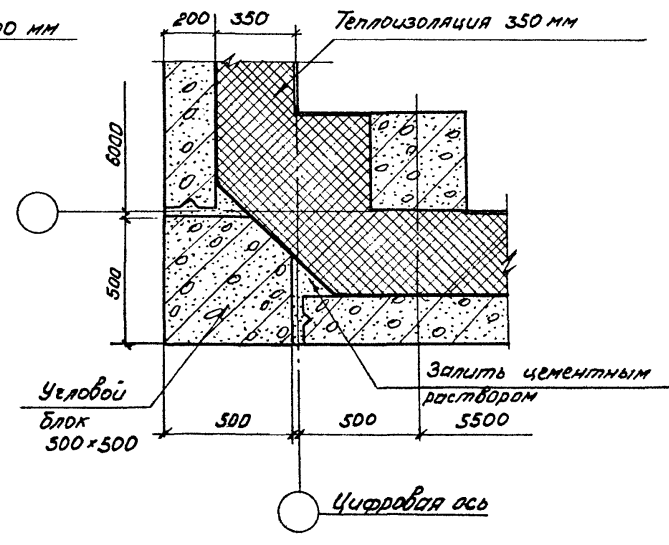 00 мм
200 350
Теплоизоляция 350 мм
6000
500
Угловой
блок
500×500
Залить цементным
раствором
500 500 5500
Цифровая ось